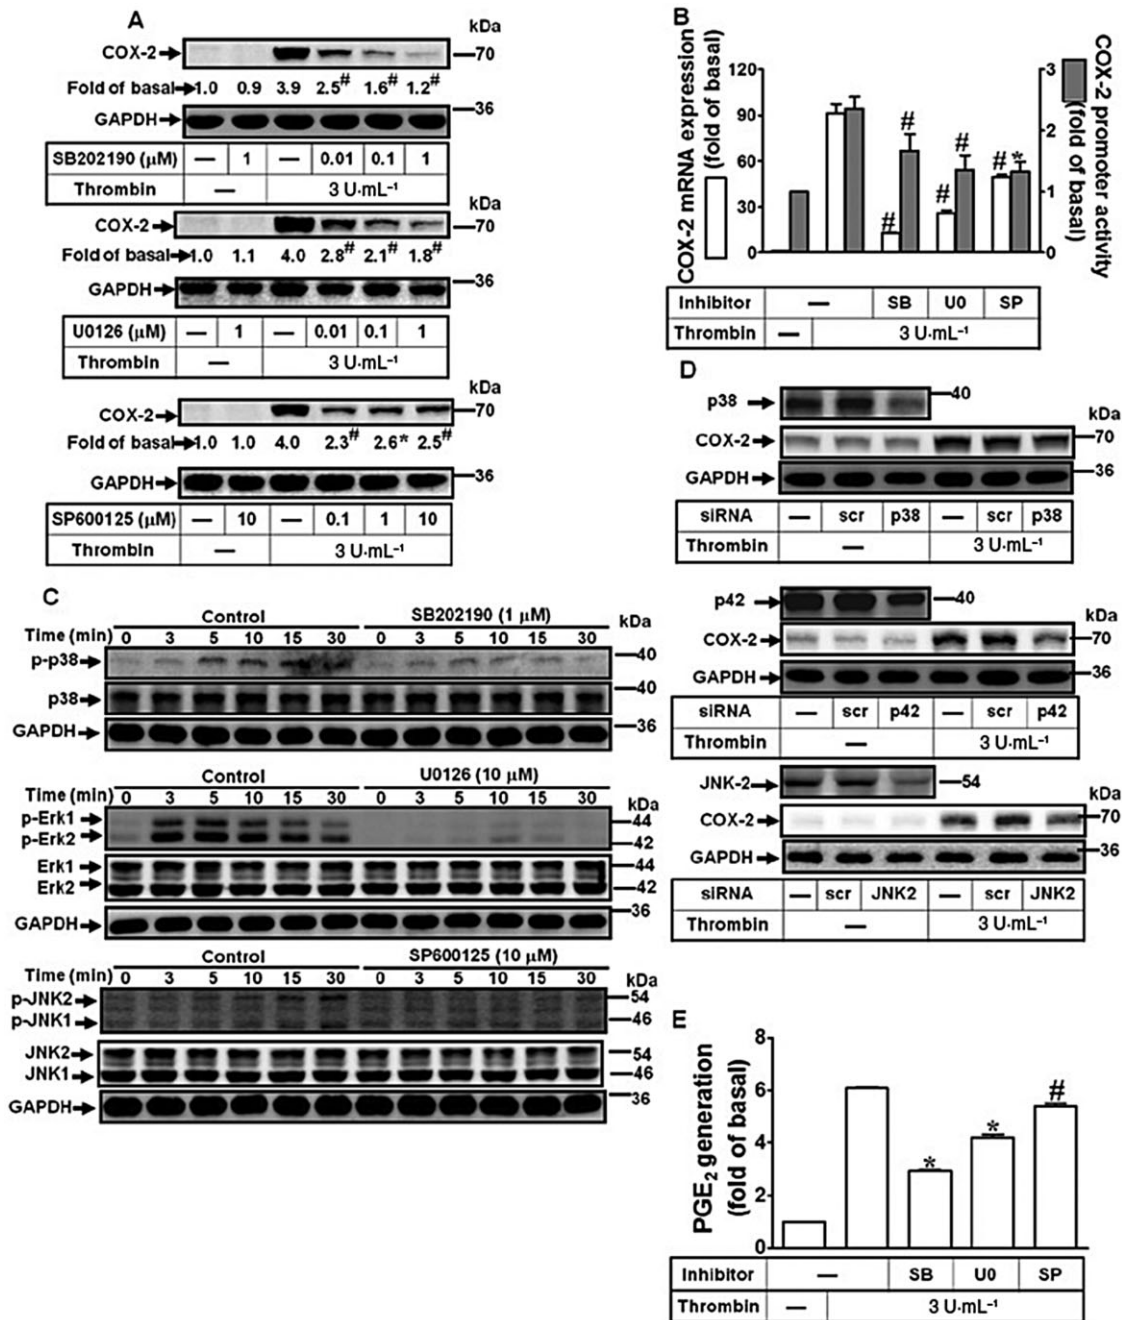 A
kDa
COX-2 70
Fold of basal 1.0 0.9 3.9 2.5# 1.6# 1.2#
GAPDH 36
SB202190 (μM) — 1 — 0.01 0.1 1
Thrombin — 3 U·mL⁻¹
COX-2 70
Fold of basal 1.0 1.1 4.0 2.8# 2.1# 1.8#
GAPDH 36
U0126 (μM) — 1 — 0.01 0.1 1
Thrombin — 3 U·mL⁻¹
kDa
COX-2 70
Fold of basal 1.0 1.0 4.0 2.3# 2.6* 2.5#
GAPDH 36
SP600125 (μM) — 10 — 0.1 1 10
Thrombin — 3 U·mL⁻¹
B
COX-2 mRNA expression
(fold of basal)
120
90
60
30
0
# # # # # *
3
2
1
0
COX-2 promoter activity
(fold of basal)
Inhibitor — SB U0 SP
Thrombin — 3 U·mL⁻¹
C
Control SB202190 (1 μM)
kDa
Time (min) 0 3 5 10 15 30 0 3 5 10 15 30
p-p38 40
p38 40
GAPDH 36
Control U0126 (10 μM)
Time (min) 0 3 5 10 15 30 0 3 5 10 15 30
kDa
p-Erk1 44
p-Erk2 42
Erk1 44
Erk2 42
GAPDH 36
Control SP600125 (10 μM)
Time (min) 0 3 5 10 15 30 0 3 5 10 15 30
kDa
p-JNK2 54
p-JNK1 46
JNK2 54
JNK1 46
GAPDH 36
D
p38 40
kDa
COX-2 70
GAPDH 36
siRNA — scr p38 — scr p38
Thrombin — 3 U·mL⁻¹
p42 40
kDa
COX-2 70
GAPDH 36
siRNA — scr p42 — scr p42
Thrombin — 3 U·mL⁻¹
JNK-2 54
kDa
COX-2 70
GAPDH 36
siRNA — scr JNK2 — scr JNK2
Thrombin — 3 U·mL⁻¹
E
PGE₂ generation
(fold of basal)
8
6
4
2
0
* * #
Inhibitor — SB U0 SP
Thrombin — 3 U·mL⁻¹